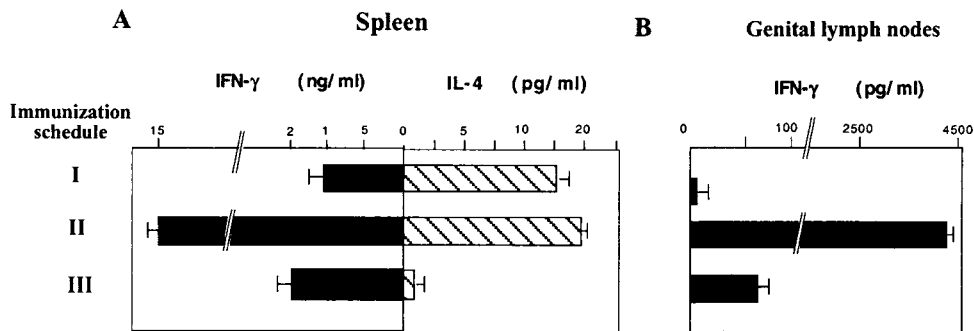 A
Spleen
B
Genital lymph nodes
IFN-γ (ng/ ml) IL-4 (pg/ ml)
IFN-γ (pg/ ml)
Immunization
schedule
15 2 1 5 0 5 10 15 20
0 100 2500 4500
I
II
III